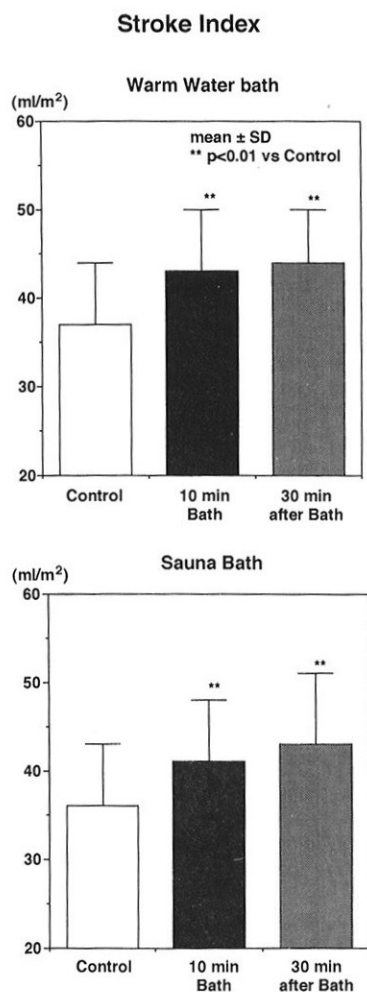 Stroke Index
Warm Water bath
(ml/m²)
60
mean ± SD
** p<0.01 vs Control
** **
50
40
30
20
Control 10 min Bath 30 min after Bath
Sauna Bath
(ml/m²)
60
** **
50
40
30
20
Control 10 min Bath 30 min after Bath